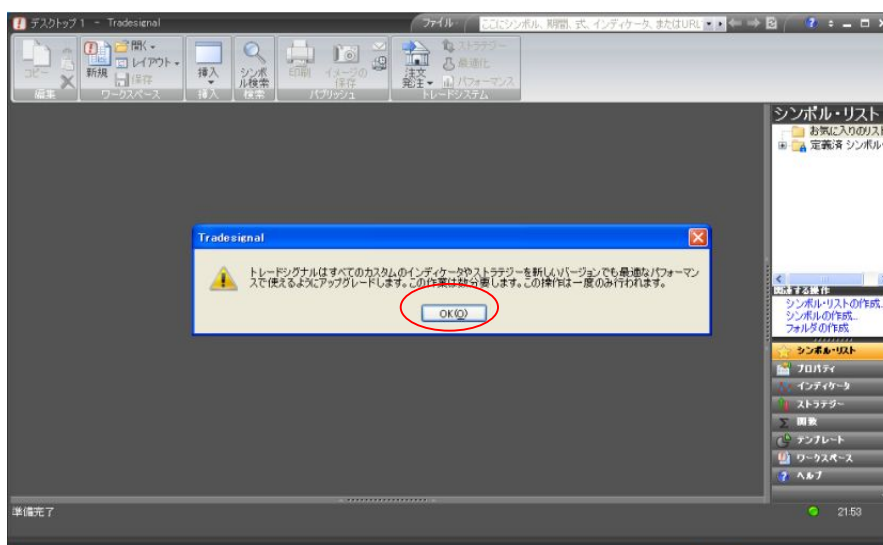 デスクトップ 1 - Tradesignal
ファイル
ここにシンボル、期間、式、インディケータ、またはURL
コピー
編集
新規
開く
レイアウト
保存
ワークスペース
挿入
挿入
シンボル検索
検索
印刷
イメージの保存
パブリッシュ
注文発注
ストラテジー
最適化
パフォーマンス
トレードシステム
シンボル・リスト
お気に入りのリスト
定義済 シンボル・
Tradesignal
トレードシグナルはすべてのカスタムのインディケータやストラテジーを新しいバージョンでも最適なパフォーマン
スで使えるようにアップグレードします。この作業は数分要します。この操作は一度のみ行われます。
OK(O)
関連する操作
シンボル・リストの作成...
シンボルの作成...
フォルダの作成
シンボル・リスト
プロパティ
インディケータ
ストラテジー
関数
テンプレート
ワークスペース
ヘルプ
準備完了
21:53